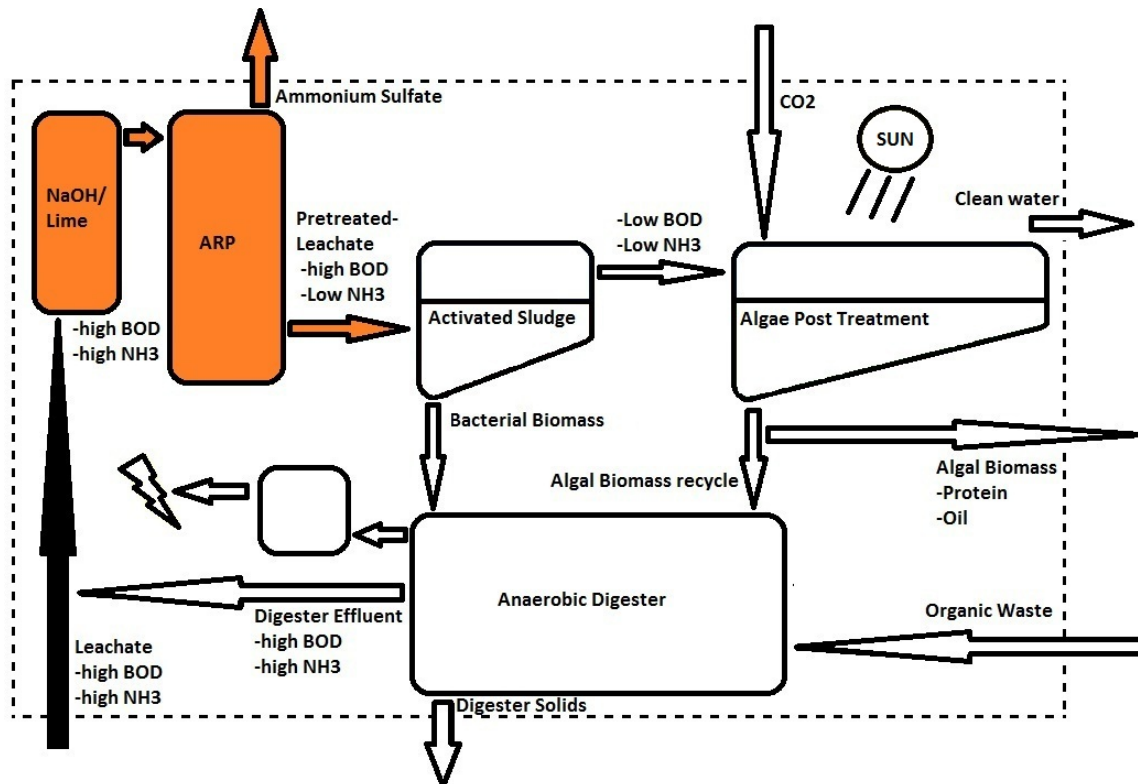 Ammonium Sulfate
CO2
SUN
NaOH/
Lime
ARP
Pretreated-
Leachate
-high BOD
-Low NH3
-Low BOD
-Low NH3
Clean water
-high BOD
-high NH3
Activated Sludge
Algae Post Treatment
Bacterial Biomass
Algal Biomass recycle
Algal Biomass
-Protein
-Oil
Anaerobic Digester
Organic Waste
Digester Effluent
-high BOD
-high NH3
Leachate
-high BOD
-high NH3
Digester Solids